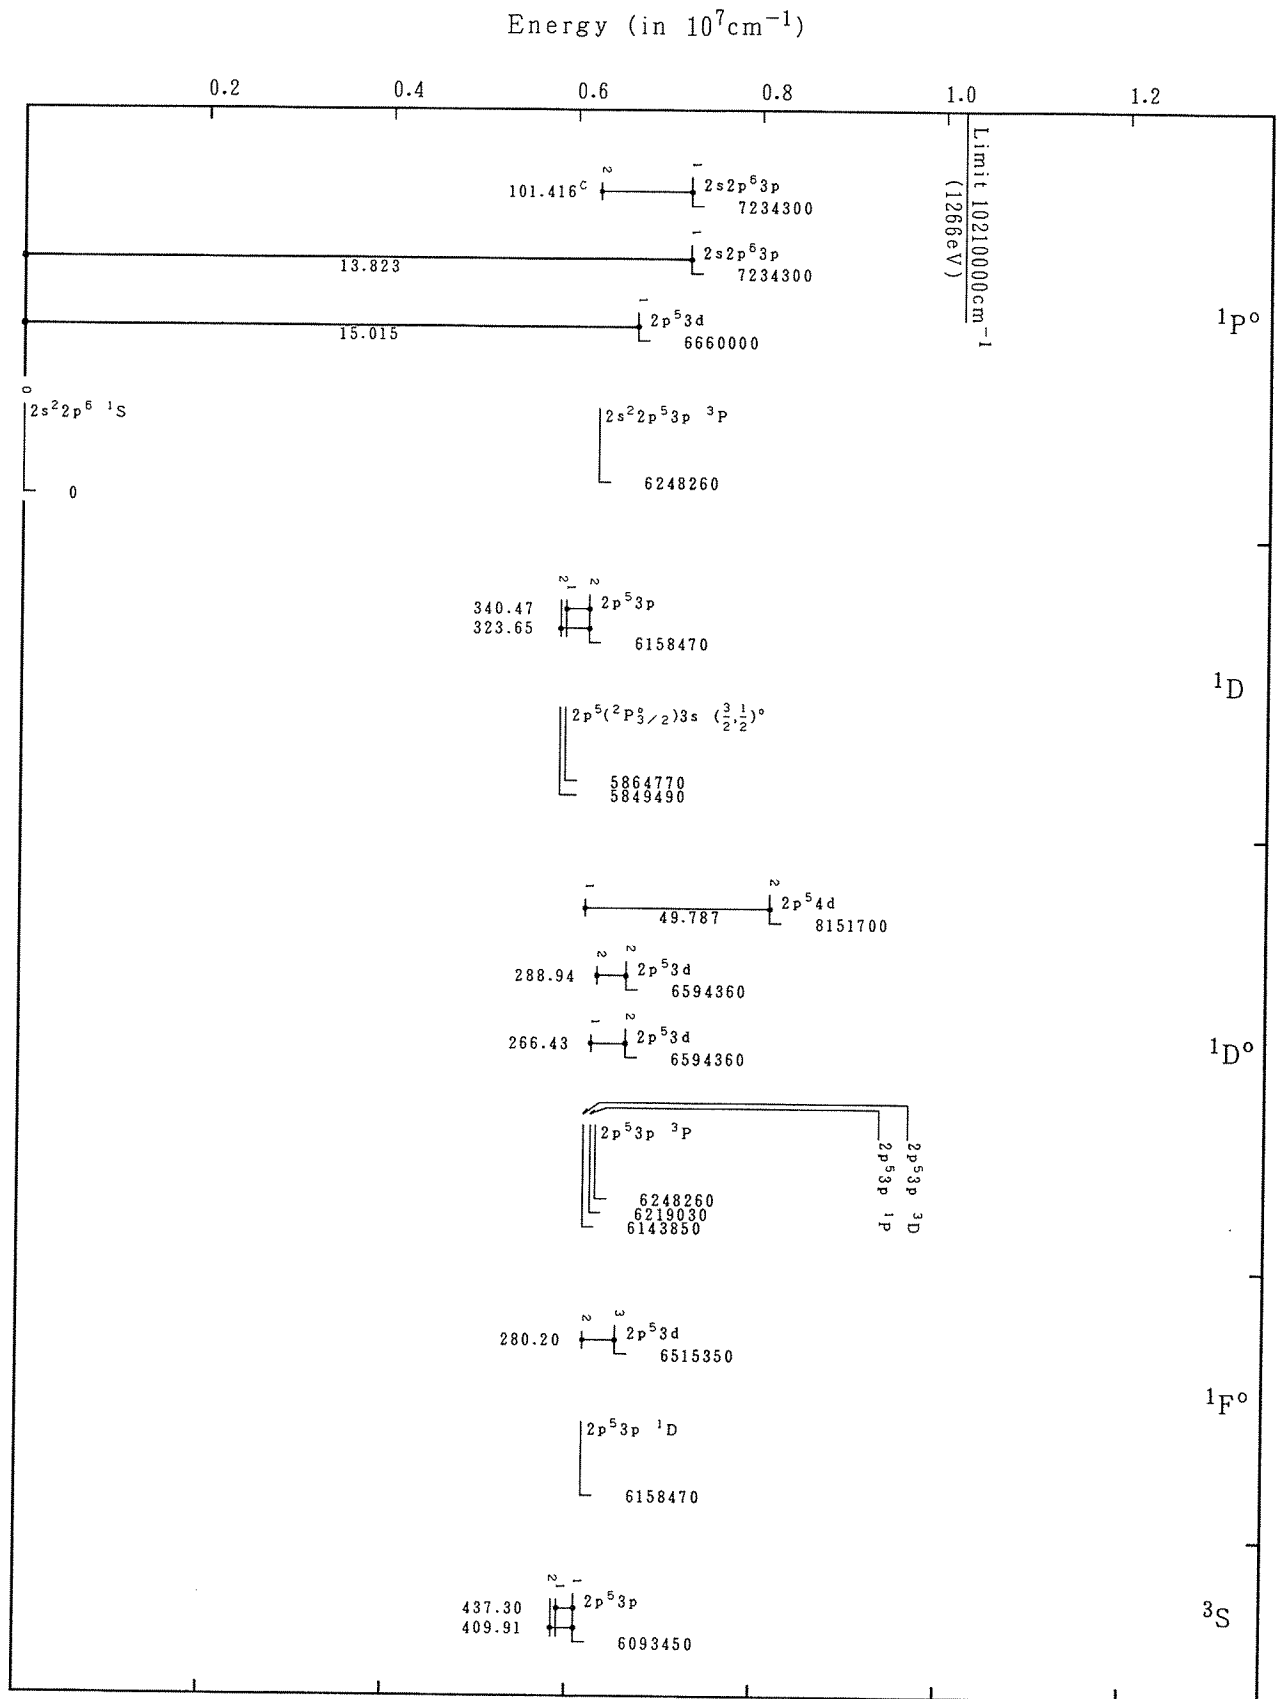 Energy (in 10⁷cm⁻¹)
0.2 0.4 0.6 0.8 1.0 1.2
Limit 10210000cm⁻¹
(1266eV)
¹Pᵒ
2 1
101.416ᶜ 2s2p⁶3p
7234300
1
2s2p⁶3p
13.823 7234300
1
2p⁵3d
15.015 6660000
0
2s²2p⁶ ¹S 2s²2p⁵3p ³P
0 6248260
¹D
2 1 2
340.47 2p⁵3p
323.65
6158470
2p⁵(²P°₃/₂)3s (3/2,1/2)°
5864770
5849490
¹Dᵒ
1 2
2p⁵4d
49.787 8151700
2 2
288.94 2p⁵3d
6594360
1 2
266.43 2p⁵3d
6594360
2p⁵3p ³P
2p⁵3p ¹P
2p⁵3p ³D
6248260
6219030
6143850
¹Fᵒ
2 3
280.20 2p⁵3d
6515350
2p⁵3p ¹D
6158470
³S
2 1 1
437.30 2p⁵3p
409.91
6093450